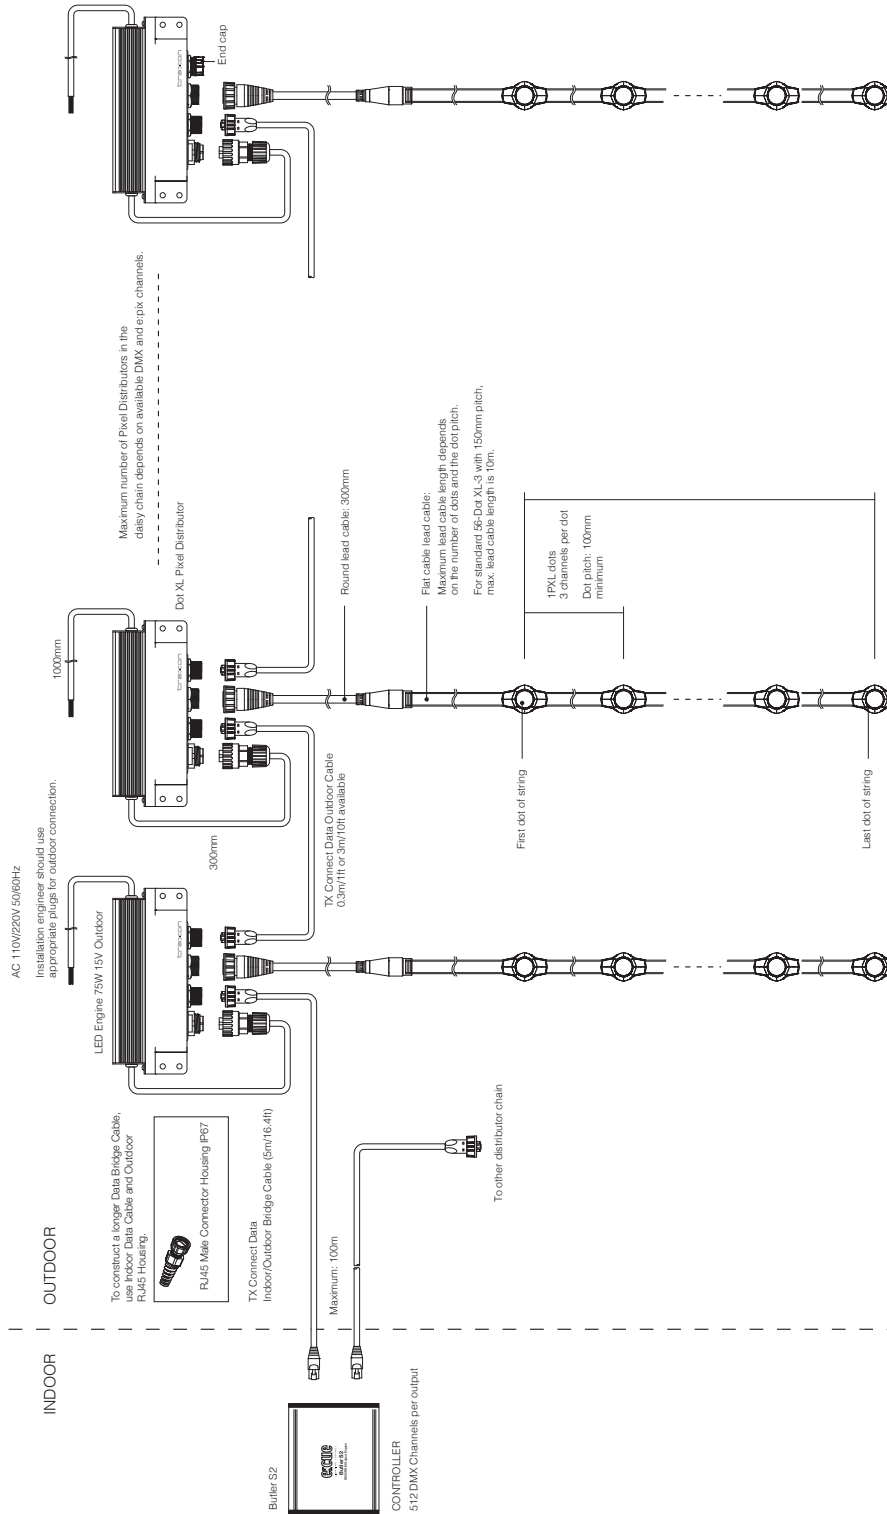 INDOOR
OUTDOOR
AC 110V/220V 50/60Hz
Installation engineer should use
appropriate plugs for outdoor connection.
LED Engine 75W 15V Outdoor
To construct a longer Data Bridge Cable,
use Indoor Data Cable and Outdoor
RJ45 Housing.
RJ45 Male Connector Housing IP67
TX Connect Data
Indoor/Outdoor Bridge Cable (5m/16.4ft)
Maximum: 100m
To other distributor chain
Butler S2
e:cue
Butler S2
CONTROLLER
512 DMX Channels per output
traxon
1000mm
300mm
TX Connect Data Outdoor Cable
0.3m/1ft or 3m/10ft available
Dot XL Pixel Distributor
traxon
Maximum number of Pixel Distributors in the
daisy chain depends on available DMX and e:pix channels.
Round lead cable: 300mm
Flat cable lead cable:
Maximum lead cable length depends
on the number of dots and the dot pitch.
For standard 56-Dot XL-3 with 150mm pitch,
max. lead cable length is 10m.
1PXL dots
3 channels per dot
Dot pitch: 100mm
minimum
First dot of string
Last dot of string
traxon
End cap